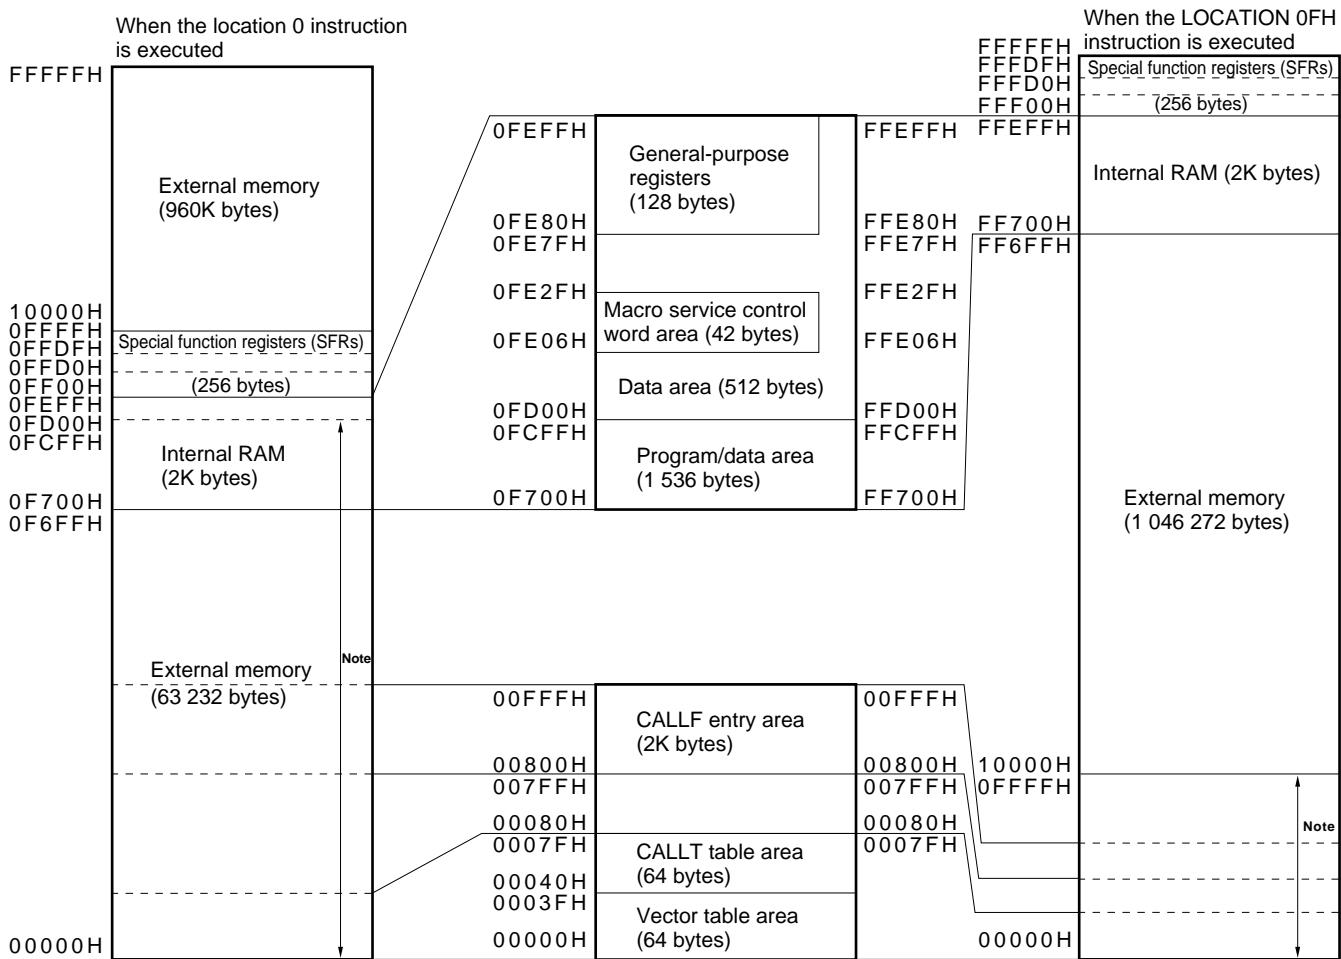 When the location 0 instruction
is executed
FFFFFH
External memory
(960K bytes)
10000H
0FFFFH
Special function registers (SFRs)
0FFDFH
0FFD0H
0FF00H
(256 bytes)
0FEFFH
0FD00H
0FCFFH
Internal RAM
(2K bytes)
0F700H
0F6FFH
Note
External memory
(63 232 bytes)
00000H
0FEFFH
FFEFFH
General-purpose
registers
(128 bytes)
0FE80H
FFE80H
0FE7FH
FFE7FH
0FE2FH
FFE2FH
Macro service control
word area (42 bytes)
0FE06H
FFE06H
Data area (512 bytes)
0FD00H
FFD00H
0FCFFH
FFCFFH
Program/data area
(1 536 bytes)
0F700H
FF700H
00FFFH
00FFFH
CALLF entry area
(2K bytes)
00800H
00800H
007FFH
007FFH
00080H
00080H
0007FH
0007FH
CALLT table area
(64 bytes)
00040H
0003FH
Vector table area
(64 bytes)
00000H
When the LOCATION 0FH
instruction is executed
FFFFFH
FFFDFH
Special function registers (SFRs)
FFFD0H
FFF00H
(256 bytes)
FFEFFH
Internal RAM (2K bytes)
FF700H
FF6FFH
External memory
(1 046 272 bytes)
10000H
0FFFFH
Note
00000H